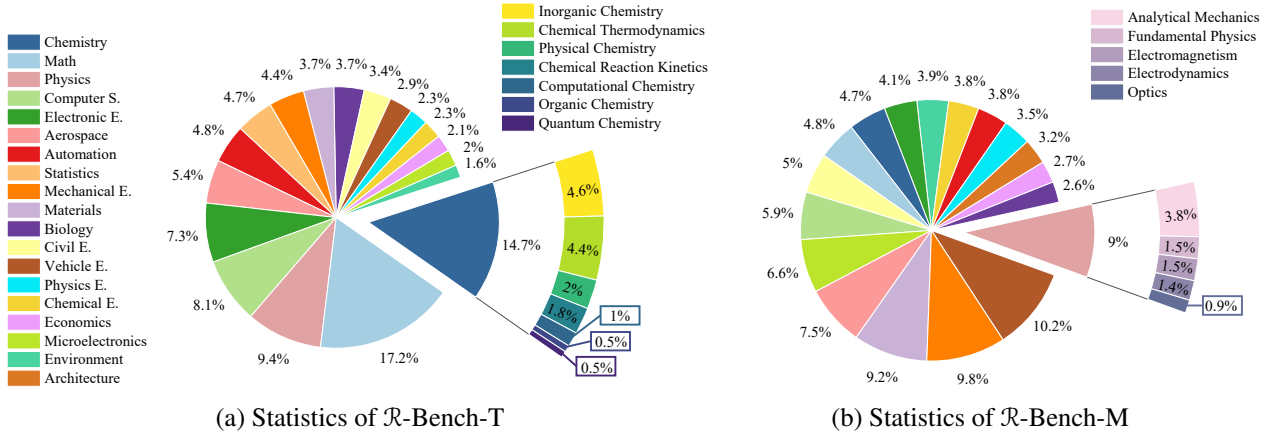 Chemistry
Math
Physics
Computer S.
Electronic E.
Aerospace
Automation
Statistics
Mechanical E.
Materials
Biology
Civil E.
Vehicle E.
Physics E.
Chemical E.
Economics
Microelectronics
Environment
Architecture
Inorganic Chemistry
Chemical Thermodynamics
Physical Chemistry
Chemical Reaction Kinetics
Computational Chemistry
Organic Chemistry
Quantum Chemistry
14.7%
17.2%
9.4%
8.1%
7.3%
5.4%
4.8%
4.7%
4.4%
3.7%
3.7%
3.4%
2.9%
2.3%
2.3%
2.1%
2%
1.6%
4.6%
4.4%
2%
1.8%
1%
0.5%
0.5%
(a) Statistics of ℛ-Bench-T
Analytical Mechanics
Fundamental Physics
Electromagnetism
Electrodynamics
Optics
9%
10.2%
9.8%
9.2%
7.5%
6.6%
5.9%
5%
4.8%
4.7%
4.1%
3.9%
3.8%
3.8%
3.5%
3.2%
2.7%
2.6%
3.8%
1.5%
1.5%
1.4%
0.9%
(b) Statistics of ℛ-Bench-M